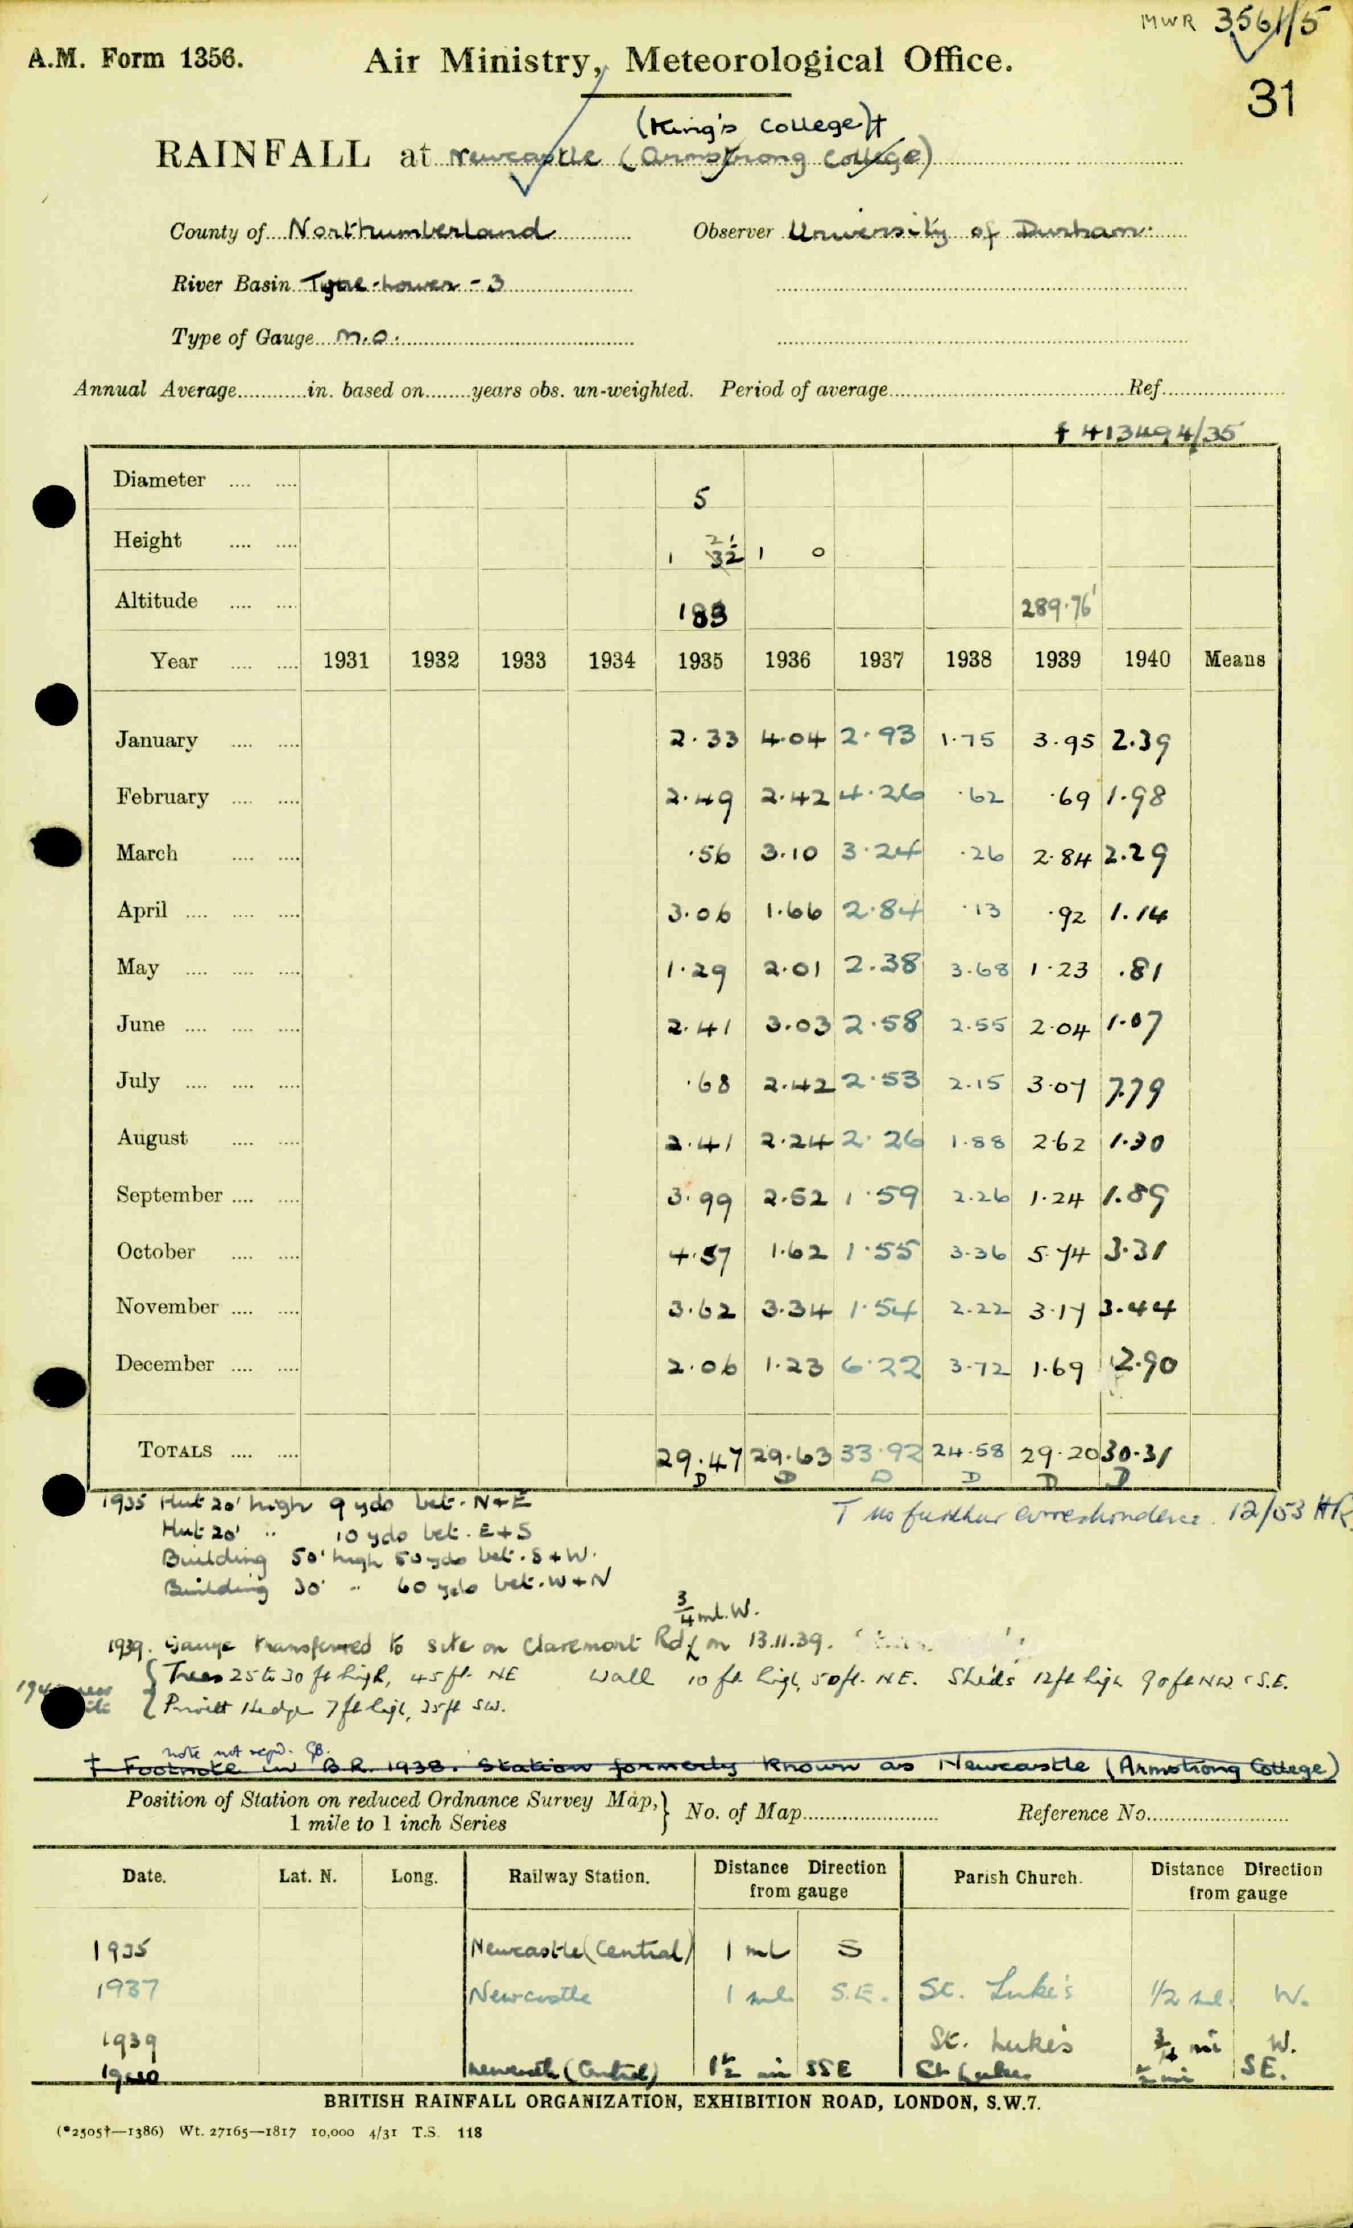 MWR 3561/5
A.M. Form 1356.
Air Ministry, Meteorological Office.
31
(King's College)†
RAINFALL at Newcastle (Armstrong College)
County of Northumberland Observer University of Durham.
River Basin Tyne-Lower - 3
Type of Gauge M.O.
Annual Average............in. based on........years obs. un-weighted. Period of average........................................Ref.....................
† 413494/35
Diameter .... .... 5
Height .... .... 1 1 0
Altitude .... .... 289.76'
Year .... .... 1931 1932 1933 1934 1935 1936 1937 1938 1939 1940 Means
January .... .... 2.33 4.04 2.93 1.75 3.95 2.39
February .... .... 2.49 2.42 4.26 .62 .69 1.98
March .... .... .56 3.10 3.24 .26 2.84 2.29
April .... .... .... 3.06 1.66 2.84 .13 .92 1.14
May .... .... .... 1.29 2.01 2.38 3.68 1.23 .81
June .... .... .... 2.41 3.03 2.58 2.55 2.04 1.07
July .... .... .... .68 2.42 2.53 2.15 3.07 7.79
August .... .... 2.41 2.24 2.26 1.88 2.62 1.30
September .... .... 3.99 2.52 1.59 2.26 1.24 1.89
October .... .... 4.57 1.62 1.55 3.36 5.74 3.31
November .... .... 3.62 3.34 1.54 2.22 3.17 3.44
December .... .... 2.06 1.23 6.22 3.72 1.69 2.90
TOTALS .... .... 29.47 29.63 33.92 24.58 29.20 30.31
D D D D D D
1935 Hut 20' high 9 yds bet. N+E
Hut 20' " 10 yds bet. E+S
Building 50' high 50 yds bet. S+W.
Building 30' " 60 yds bet. W+N
T no further correspondence. 12/53 HR
3/4 ml. W.
1939. Gauge transferred to site on Claremont Rd on 13.11.39.
Trees 25 to 30 ft high, 45 ft NE Wall 10 ft high, 50 ft. NE. Sheds 12 ft high 90 ft NW & S.E.
Privet Hedge 7 ft high, 35 ft SW.
note not reqd. GB.
† Footnote in B.R. 1938. Station formerly known as Newcastle (Armstrong College)
Position of Station on reduced Ordnance Survey Map, 1 mile to 1 inch Series } No. of Map........................ Reference No.........................
Date. Lat. N. Long. Railway Station. Distance Direction from gauge Parish Church. Distance Direction from gauge
1935 Newcastle (Central) 1 ml S
1937 Newcastle 1 ml. S.E. St. Luke's 1/2 ml. W.
1939 St. Luke's 3/4 mi W.
1940 Newcastle (Central) 1½ mi SSE St Lukes ½ mi SE.
BRITISH RAINFALL ORGANIZATION, EXHIBITION ROAD, LONDON, S.W.7.
(*2505†—1386) Wt. 27165—1817 10,000 4/31 T.S. 118